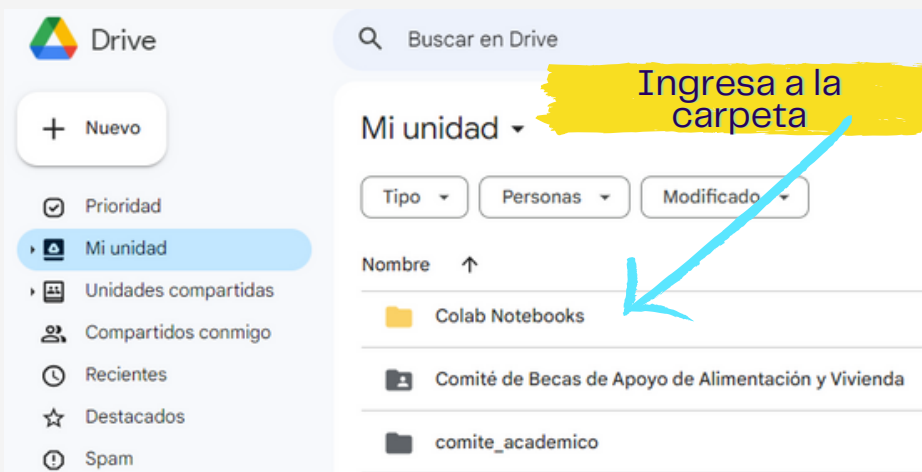 Drive
Buscar en Drive
Ingresa a la
carpeta
Nuevo
Mi unidad
Tipo
Personas
Modificado
Prioridad
Mi unidad
Unidades compartidas
Compartidos conmigo
Recientes
Destacados
Spam
Nombre
Colab Notebooks
Comité de Becas de Apoyo de Alimentación y Vivienda
comite_academico